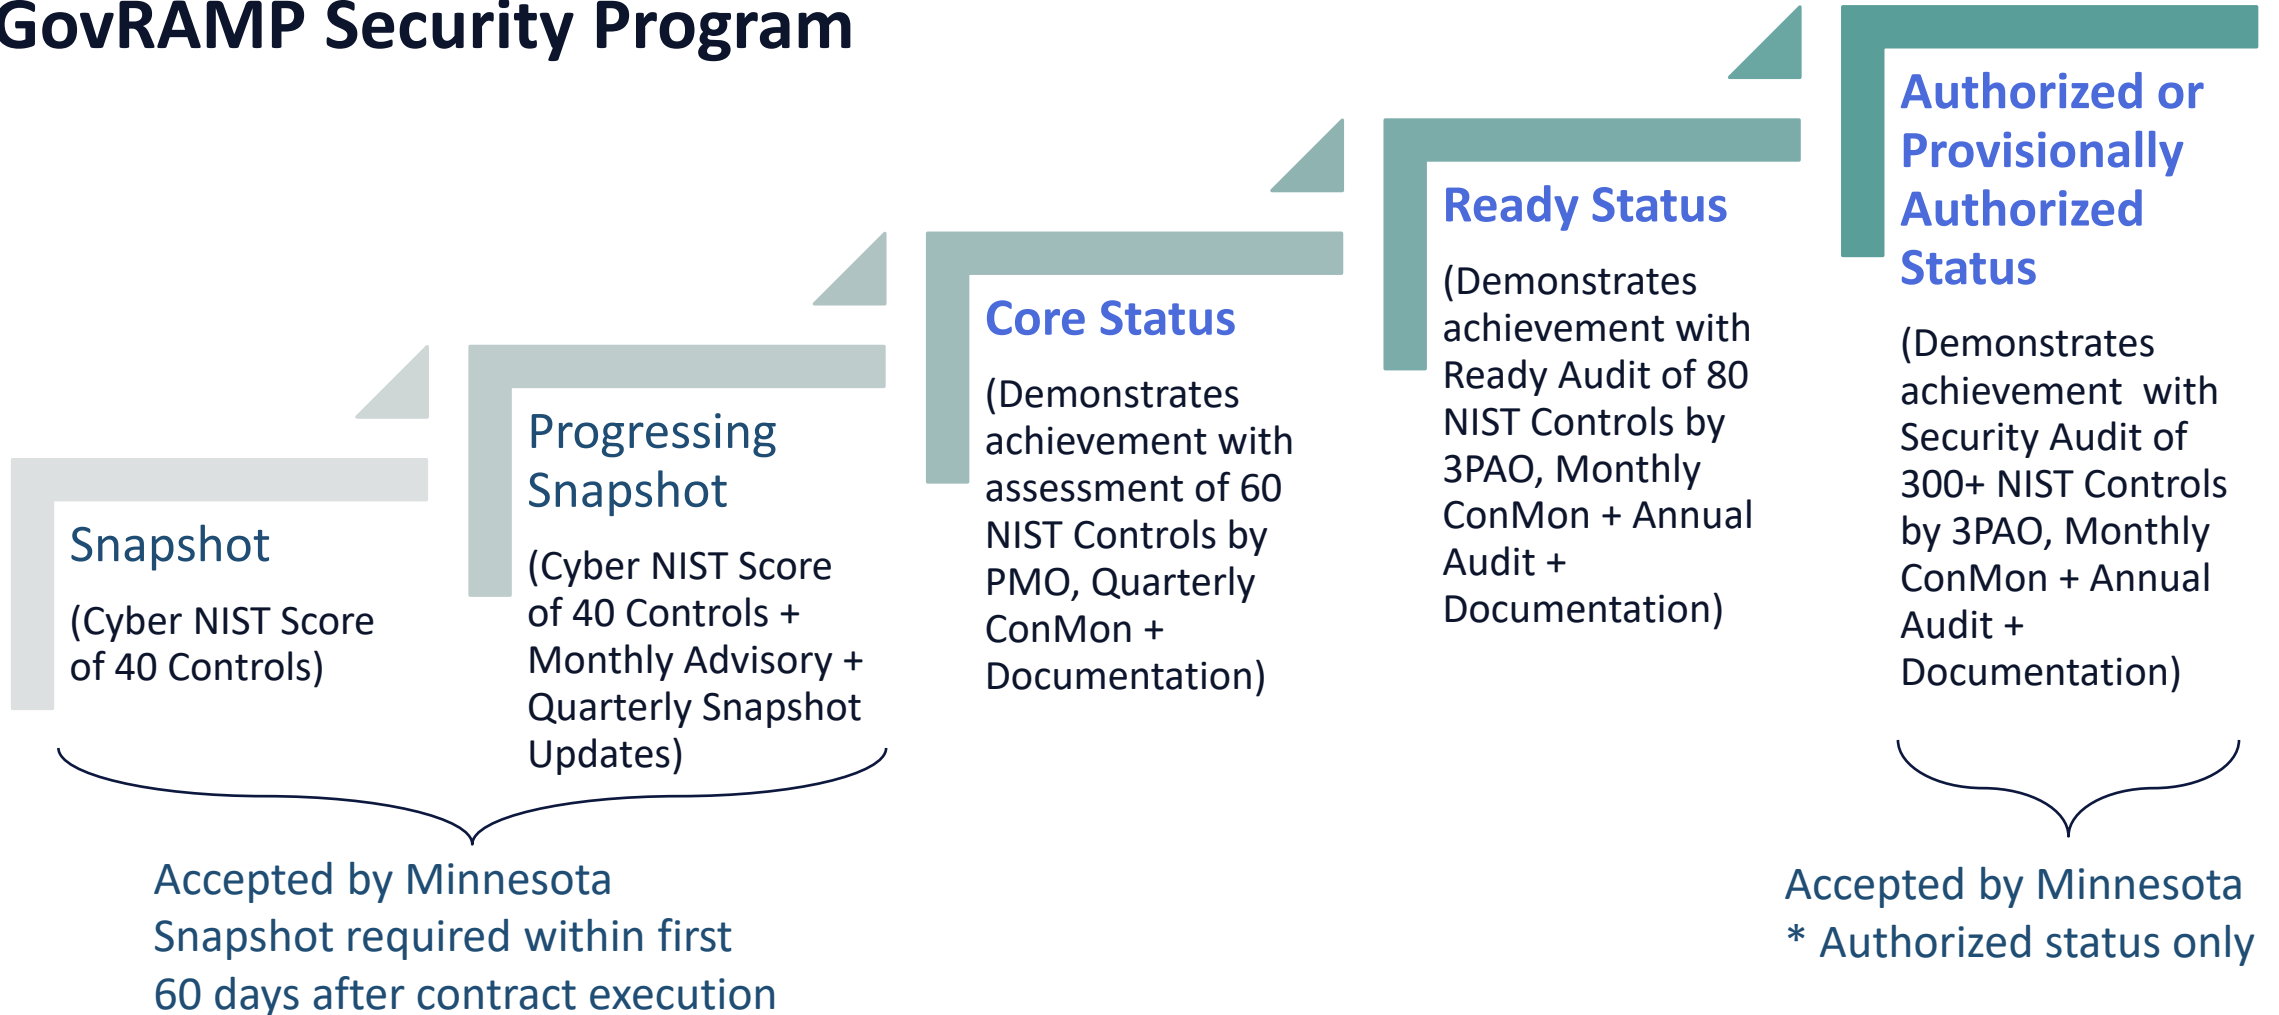 GovRAMP Security Program
Snapshot
(Cyber NIST Score
of 40 Controls)
Progressing
Snapshot
(Cyber NIST Score
of 40 Controls +
Monthly Advisory +
Quarterly Snapshot
Updates)
Core Status
(Demonstrates
achievement with
assessment of 60
NIST Controls by
PMO, Quarterly
ConMon +
Documentation)
Ready Status
(Demonstrates
achievement with
Ready Audit of 80
NIST Controls by
3PAO, Monthly
ConMon + Annual
Audit +
Documentation)
Authorized or
Provisionally
Authorized
Status
(Demonstrates
achievement with
Security Audit of
300+ NIST Controls
by 3PAO, Monthly
ConMon + Annual
Audit +
Documentation)
Accepted by Minnesota
Snapshot required within first
60 days after contract execution
Accepted by Minnesota
* Authorized status only